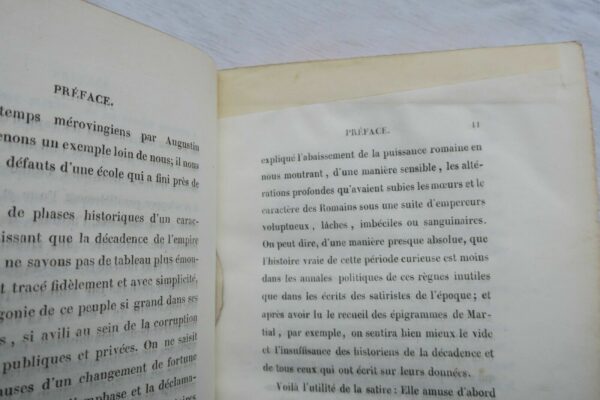 PRÉFACE.
temps mérovingiens par Augustin
enons un exemple loin de nous; il nous
défauts d'une école qui a fini près de
de phases historiques d'un carac-
issant que la décadence de l'empire
ne savons pas de tableau plus émou-
t tracé fidèlement et avec simplicité,
gonie de ce peuple si grand dans ses
, si avili au sein de la corruption
publiques et privées. On ne saisit
auses d'un changement de fortune
mphase et la déclama-
PRÉFACE. 11
expliqué l'abaissement de la puissance romaine en
nous montrant, d'une manière sensible, les alté-
rations profondes qu'avaient subies les mœurs et le
caractère des Romains sous une suite d'empereurs
voluptueux, lâches, imbéciles ou sanguinaires.
On peut dire, d'une manière presque absolue, que
l'histoire vraie de cette période curieuse est moins
dans les annales politiques de ces règnes inutiles
que dans les écrits des satiristes de l'époque; et
après avoir lu le recueil des épigrammes de Mar-
tial, par exemple, on sentira bien mieux le vide
et l'insuffisance des historiens de la décadence et
de tous ceux qui ont écrit sur leurs données.
Voilà l'utilité de la satire: Elle amuse d'abord